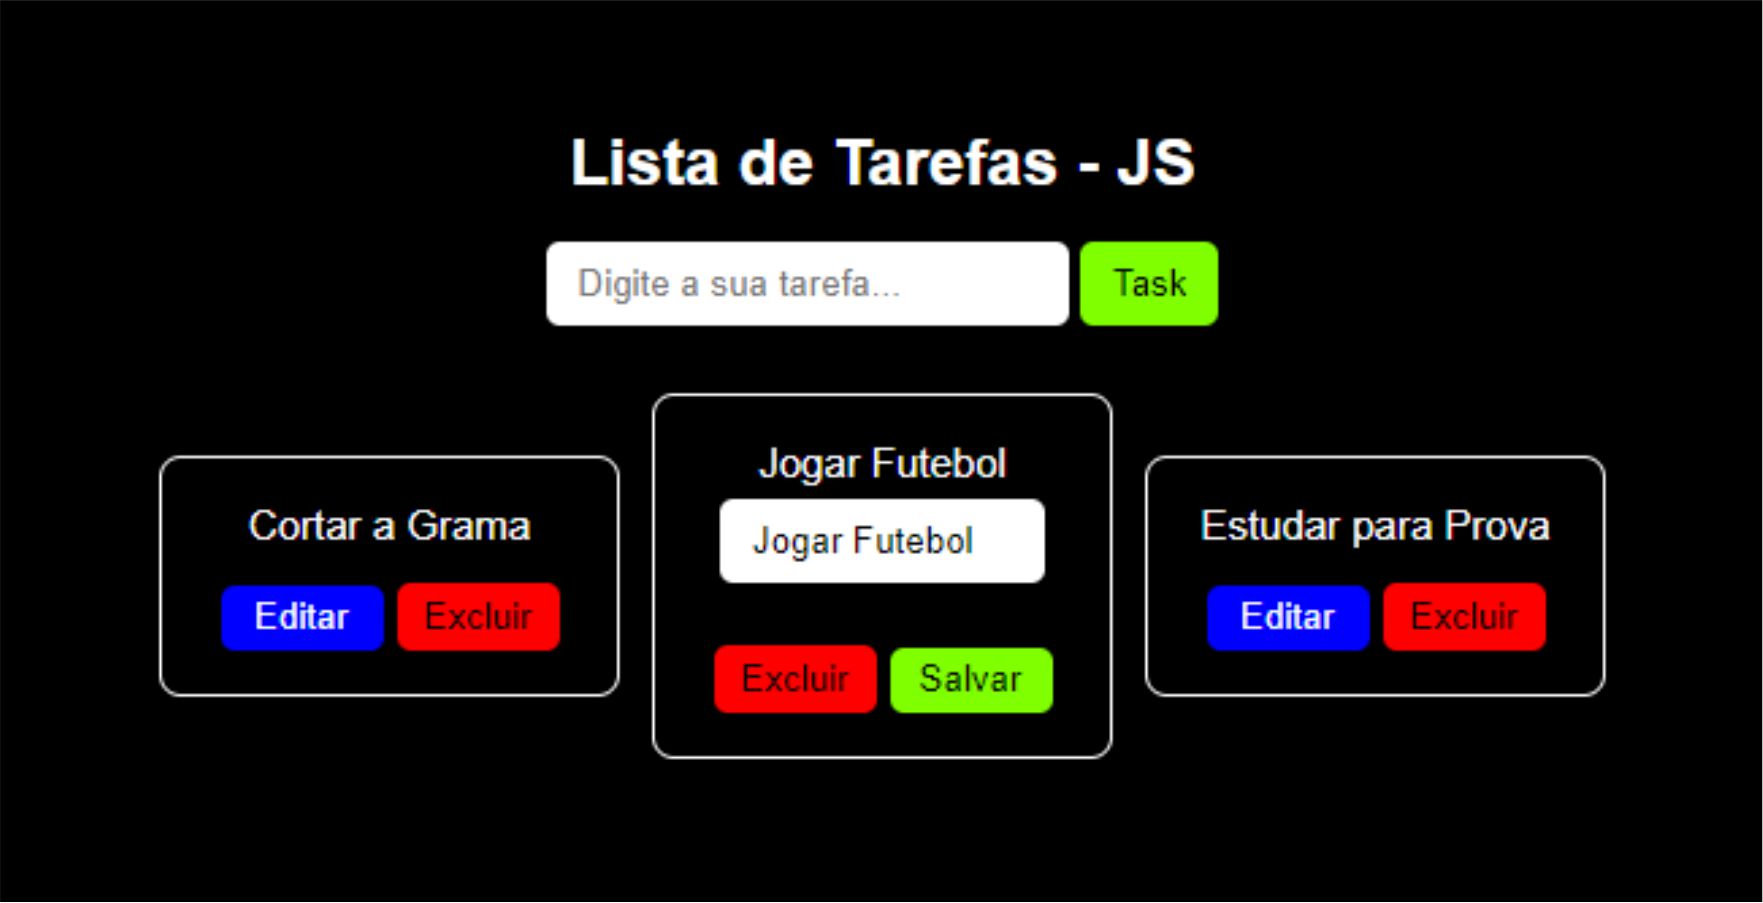 Lista de Tarefas - JS
Digite a sua tarefa... Task
Cortar a Grama
Editar Excluir
Jogar Futebol
Jogar Futebol
Excluir Salvar
Estudar para Prova
Editar Excluir